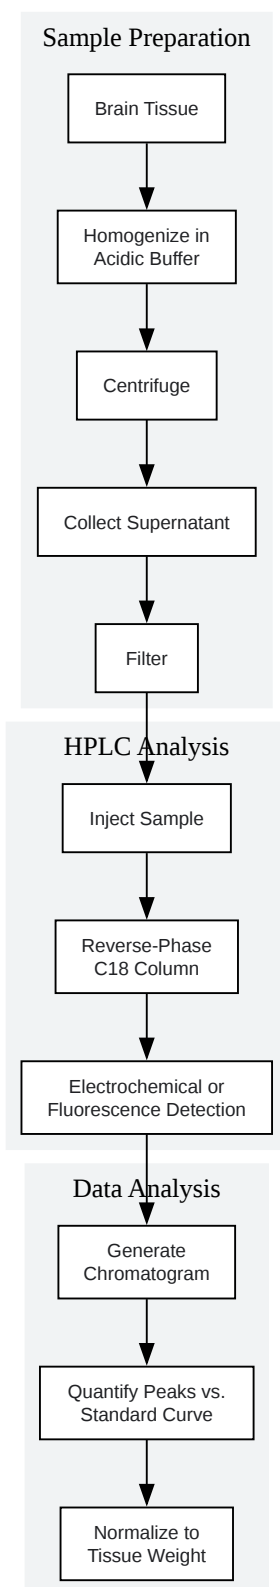 Sample Preparation
Brain Tissue
Homogenize in
Acidic Buffer
Centrifuge
Collect Supernatant
Filter
HPLC Analysis
Inject Sample
Reverse-Phase
C18 Column
Electrochemical or
Fluorescence Detection
Data Analysis
Generate
Chromatogram
Quantify Peaks vs.
Standard Curve
Normalize to
Tissue Weight